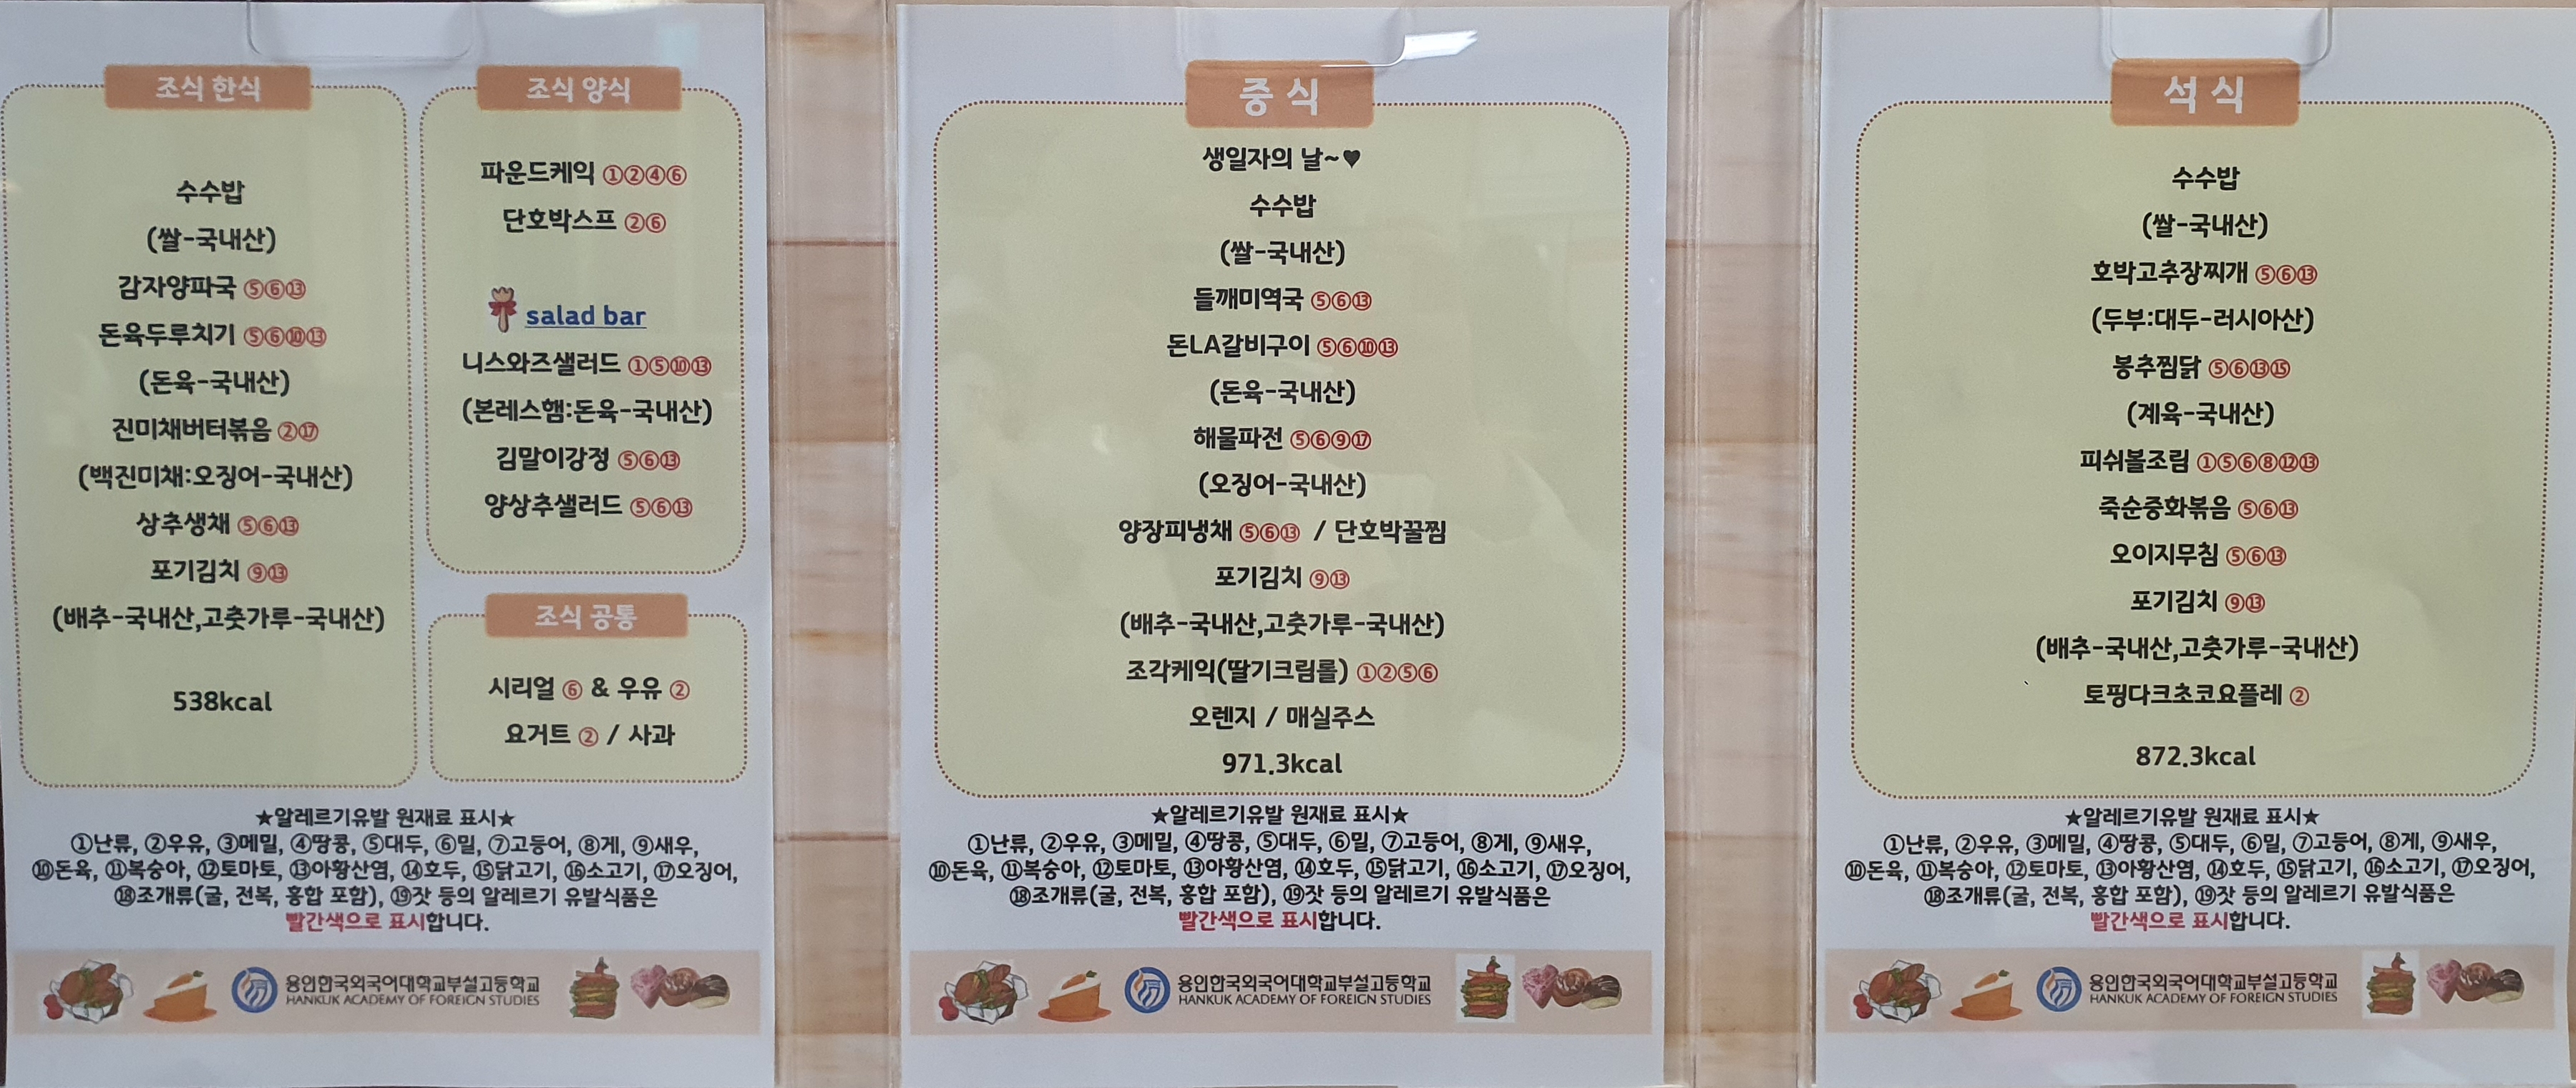 조식 한식
수수밥
(쌀-국내산)
감자양파국 ⑤⑥⑬
돈육두루치기 ⑤⑥⑩⑬
(돈육-국내산)
진미채버터볶음 ②⑰
(백진미채:오징어-국내산)
상추생채 ⑤⑥⑬
포기김치 ⑨⑬
(배추-국내산,고춧가루-국내산)
538kcal
조식 양식
파운드케익 ①②④⑥
단호박스프 ②⑥
salad bar
니스와즈샐러드 ①⑤⑩⑬
(본레스햄:돈육-국내산)
김말이강정 ⑤⑥⑬
양상추샐러드 ⑤⑥⑬
조식 공통
시리얼 ⑥ & 우유 ②
요거트 ② / 사과
★알레르기유발 원재료 표시★
①난류, ②우유, ③메밀, ④땅콩, ⑤대두, ⑥밀, ⑦고등어, ⑧게, ⑨새우,
⑩돈육, ⑪복숭아, ⑫토마토, ⑬아황산염, ⑭호두, ⑮닭고기, ⑯소고기, ⑰오징어,
⑱조개류(굴, 전복, 홍합 포함), ⑲잣 등의 알레르기 유발식품은
빨간색으로 표시합니다.
용인한국외국어대학교부설고등학교
HANKUK ACADEMY OF FOREIGN STUDIES
중 식
생일자의 날~♥
수수밥
(쌀-국내산)
들깨미역국 ⑤⑥⑬
돈LA갈비구이 ⑤⑥⑩⑬
(돈육-국내산)
해물파전 ⑤⑥⑨⑰
(오징어-국내산)
양장피냉채 ⑤⑥⑬ / 단호박꿀찜
포기김치 ⑨⑬
(배추-국내산,고춧가루-국내산)
조각케익(딸기크림롤) ①②⑤⑥
오렌지 / 매실주스
971.3kcal
★알레르기유발 원재료 표시★
①난류, ②우유, ③메밀, ④땅콩, ⑤대두, ⑥밀, ⑦고등어, ⑧게, ⑨새우,
⑩돈육, ⑪복숭아, ⑫토마토, ⑬아황산염, ⑭호두, ⑮닭고기, ⑯소고기, ⑰오징어,
⑱조개류(굴, 전복, 홍합 포함), ⑲잣 등의 알레르기 유발식품은
빨간색으로 표시합니다.
용인한국외국어대학교부설고등학교
HANKUK ACADEMY OF FOREIGN STUDIES
석 식
수수밥
(쌀-국내산)
호박고추장찌개 ⑤⑥⑬
(두부:대두-러시아산)
봉추찜닭 ⑤⑥⑬⑮
(계육-국내산)
피쉬볼조림 ①⑤⑥⑧⑫⑬
죽순중화볶음 ⑤⑥⑬
오이지무침 ⑤⑥⑬
포기김치 ⑨⑬
(배추-국내산,고춧가루-국내산)
토핑다크초코요플레 ②
872.3kcal
★알레르기유발 원재료 표시★
①난류, ②우유, ③메밀, ④땅콩, ⑤대두, ⑥밀, ⑦고등어, ⑧게, ⑨새우,
⑩돈육, ⑪복숭아, ⑫토마토, ⑬아황산염, ⑭호두, ⑮닭고기, ⑯소고기, ⑰오징어,
⑱조개류(굴, 전복, 홍합 포함), ⑲잣 등의 알레르기 유발식품은
빨간색으로 표시합니다.
용인한국외국어대학교부설고등학교
HANKUK ACADEMY OF FOREIGN STUDIES